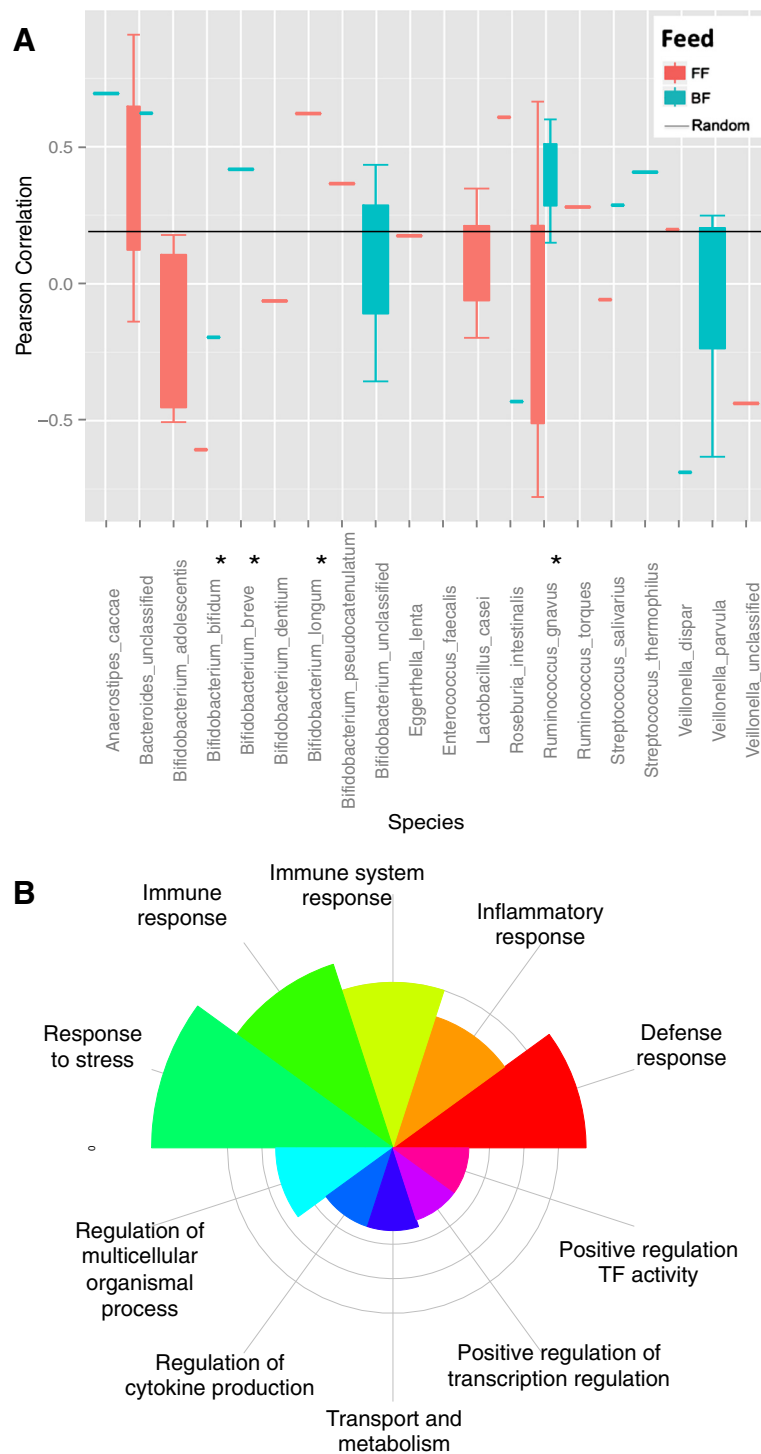 A
Feed
FF
BF
Random
0.5
0.0
−0.5
Pearson Correlation
Anaerostipes_caccae
Bacteroides_unclassified
Bifidobacterium_adolescentis
Bifidobacterium_bifidum *
Bifidobacterium_breve *
Bifidobacterium_dentium
Bifidobacterium_longum *
Bifidobacterium_pseudocatenulatum
Bifidobacterium_unclassified
Eggerthella_lenta
Enterococcus_faecalis
Lactobacillus_casei
Roseburia_intestinalis
Ruminococcus_gnavus *
Ruminococcus_torques
Streptococcus_salivarius
Streptococcus_thermophilus
Veillonella_dispar
Veillonella_parvula
Veillonella_unclassified
Species
B
Immune system
response
Immune
response
Inflammatory
response
Response
to stress
Defense
response
0
Regulation of
multicellular
organismal
process
Positive regulation
TF activity
Regulation of
cytokine production
Positive regulation of
transcription regulation
Transport and
metabolism